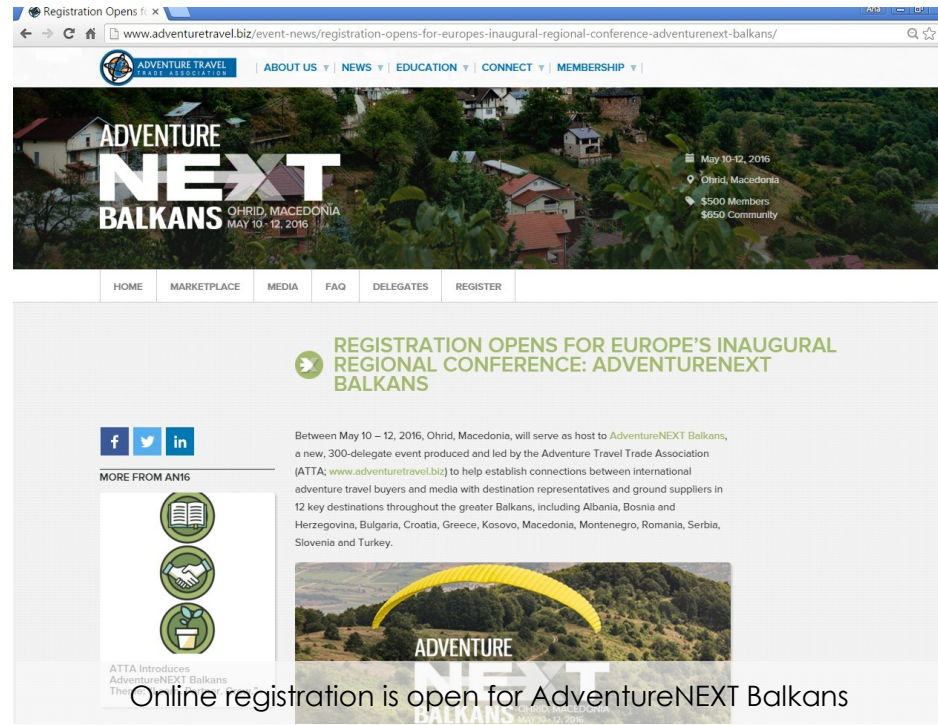 Registration Opens fo
Ana
www.adventuretravel.biz/event-news/registration-opens-for-europes-inaugural-regional-conference-adventurenext-balkans/
ADVENTURE TRAVEL
TRADE ASSOCIATION
ABOUT US | NEWS | EDUCATION | CONNECT | MEMBERSHIP
ADVENTURE
NEXT
BALKANS OHRID, MACEDONIA
MAY 10 - 12, 2016
May 10-12, 2016
Ohrid, Macedonia
$500 Members
$650 Community
HOME MARKETPLACE MEDIA FAQ DELEGATES REGISTER
REGISTRATION OPENS FOR EUROPE'S INAUGURAL
REGIONAL CONFERENCE: ADVENTURENEXT
BALKANS
f in
MORE FROM AN16
Between May 10 – 12, 2016, Ohrid, Macedonia, will serve as host to AdventureNEXT Balkans,
a new, 300-delegate event produced and led by the Adventure Travel Trade Association
(ATTA; www.adventuretravel.biz) to help establish connections between international
adventure travel buyers and media with destination representatives and ground suppliers in
12 key destinations throughout the greater Balkans, including Albania, Bosnia and
Herzegovina, Bulgaria, Croatia, Greece, Kosovo, Macedonia, Montenegro, Romania, Serbia,
Slovenia and Turkey.
ADVENTURE
NEXT
BALKANS OHRID, MACEDONIA
MAY 10 - 12, 2016
ATTA Introduces
AdventureNEXT Balkans
Online registration is open for AdventureNEXT Balkans